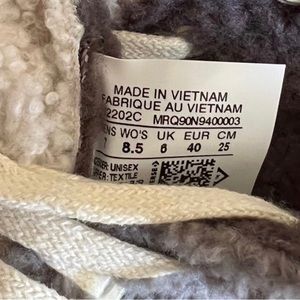 MADE IN VIETNAM
FABRIQUE AU VIETNAM
2202C MRQ90N9400003
WO'S UK EUR CM
8.5 6 40 25
UNISEX
TEXTILE